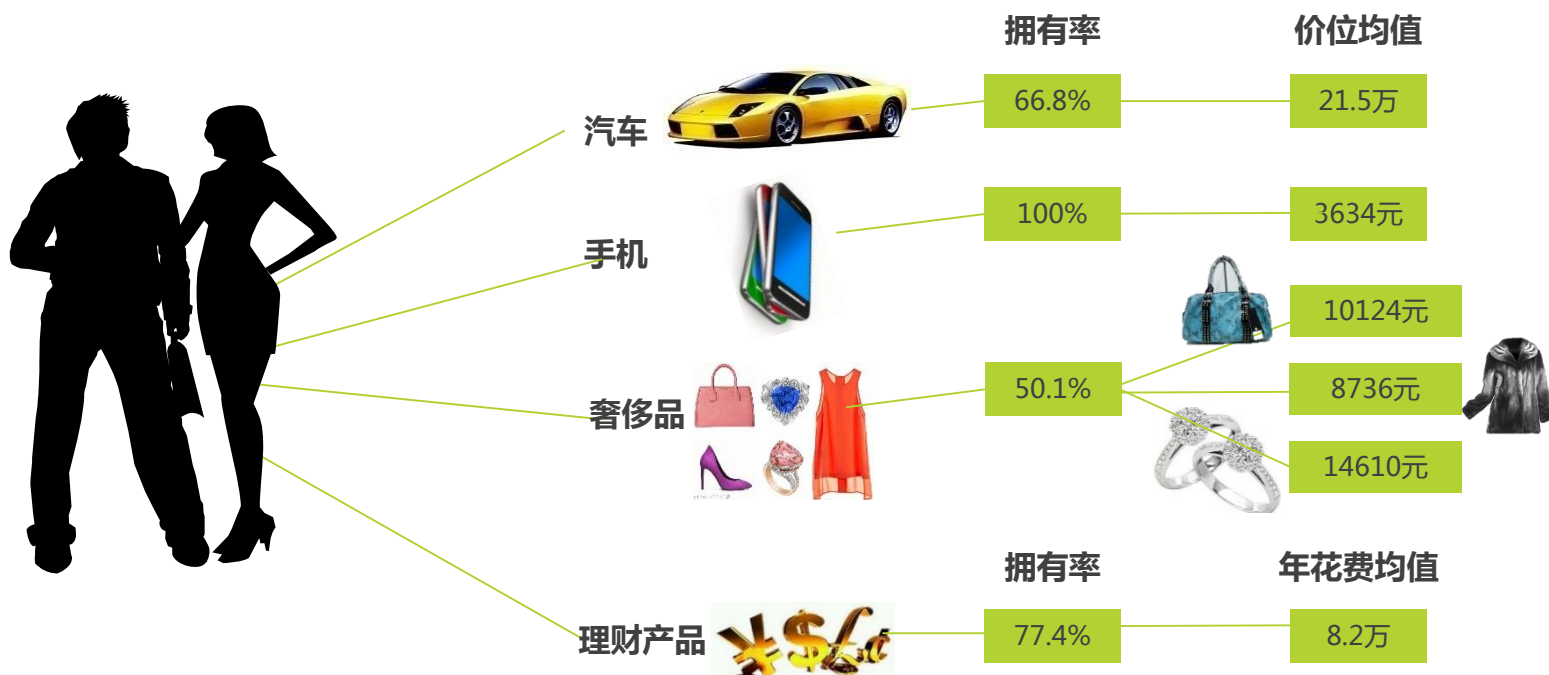 拥有率 价位均值
汽车 66.8% 21.5万
手机 100% 3634元
10124元
奢侈品 50.1% 8736元
14610元
拥有率 年花费均值
理财产品 77.4% 8.2万